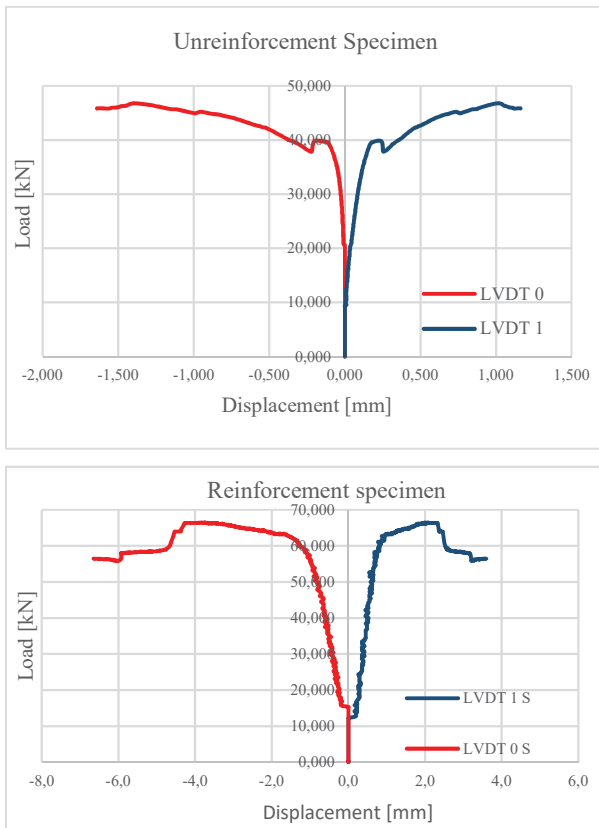 Unreinforcement Specimen
50,000
40,000
30,000
20,000
10,000
0,000
-2,000 -1,500 -1,000 -0,500 0,000 0,500 1,000 1,500
Load [kN]
Displacement [mm]
LVDT 0
LVDT 1
Reinforcement specimen
70,000
60,000
50,000
40,000
30,000
20,000
10,000
0,000
-8,0 -6,0 -4,0 -2,0 0,0 2,0 4,0 6,0
Load [kN]
Displacement [mm]
LVDT 1 S
LVDT 0 S